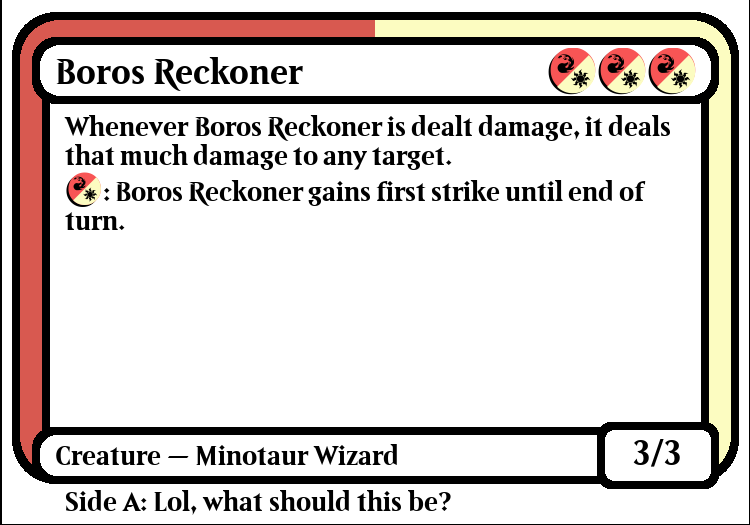 Boros Reckoner
Whenever Boros Reckoner is dealt damage, it deals
that much damage to any target.
: Boros Reckoner gains first strike until end of
turn.
Creature — Minotaur Wizard
3/3
Side A: Lol, what should this be?